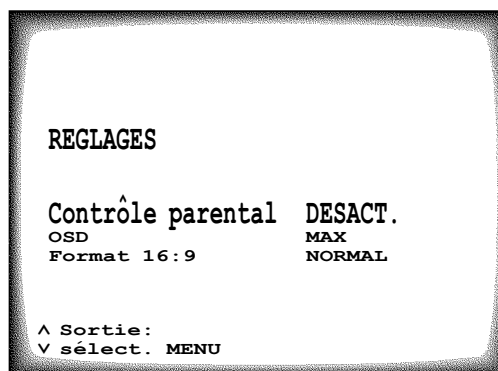 REGLAGES
Contrôle parental DESACT.
OSD MAX
Format 16:9 NORMAL
∧ Sortie:
∨ sélect. MENU